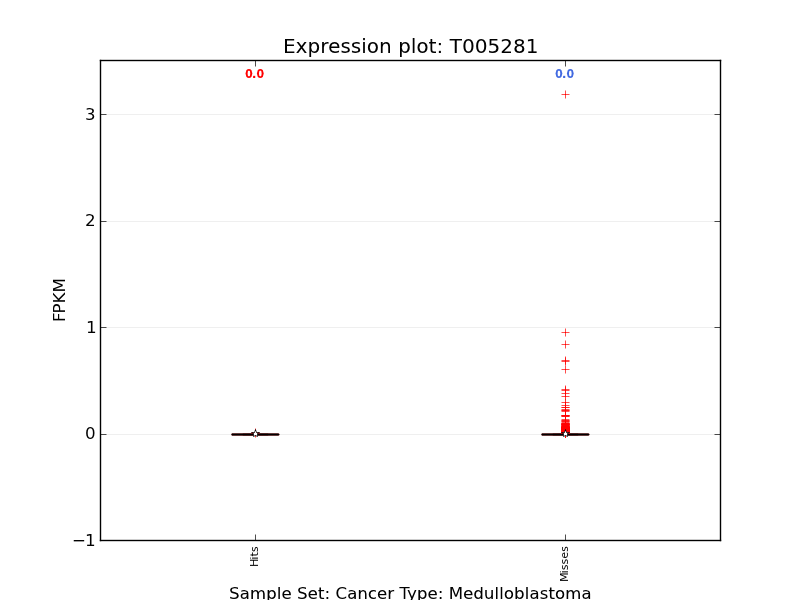 Expression plot: T005281
0.0 0.0
3
2
1
0
−1
FPKM
Hits Misses
Sample Set: Cancer Type: Medulloblastoma